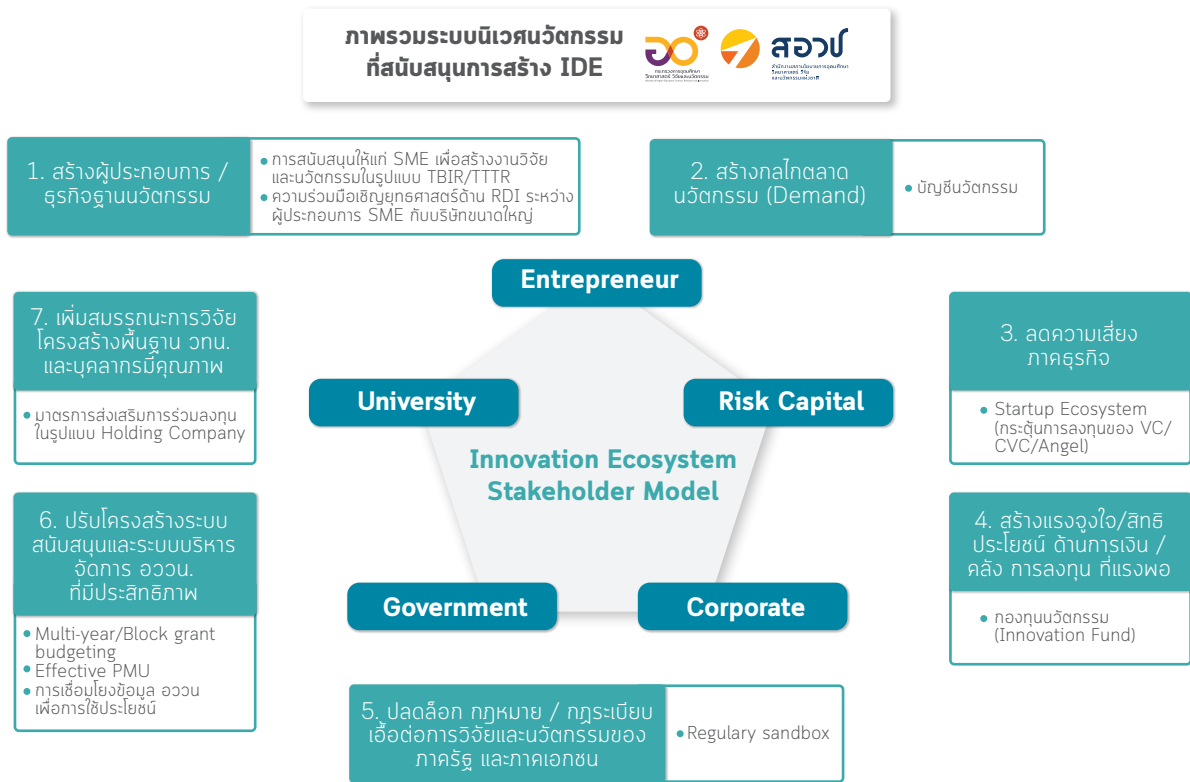 ภาพรวมระบบนิเวศนวัตกรรม
ที่สนับสนุนการสร้าง IDE
สอวช
1. สร้างผู้ประกอบการ /
ธุรกิจฐานนวัตกรรม
• การสนับสนุนให้แก่ SME เพื่อสร้างงานวิจัย
และนวัตกรรมในรูปแบบ TBIR/TTTR
• ความร่วมมือเชิญยุทธศาสตร์ด้าน RDI ระหว่าง
ผู้ประกอบการ SME กับบริษัทขนาดใหญ่
2. สร้างกลไกตลาด
นวัตกรรม (Demand)
• บัญชีนวัตกรรม
Entrepreneur
7. เพิ่มสมรรถนะการวิจัย
โครงสร้างพื้นฐาน วทน.
และบุคลากรมีคุณภาพ
• มาตรการส่งเสริมการร่วมลงทุน
ในรูปแบบ Holding Company
University
Risk Capital
Innovation Ecosystem
Stakeholder Model
3. ลดความเสี่ยง
ภาคธุรกิจ
• Startup Ecosystem
(กระตุ้นการลงทุนของ VC/
CVC/Angel)
6. ปรับโครงสร้างระบบ
สนับสนุนและระบบบริหาร
จัดการ อววน.
ที่มีประสิทธิภาพ
• Multi-year/Block grant
budgeting
• Effective PMU
• การเชื่อมโยงข้อมูล อววน
เพื่อการใช้ประโยชน์
Government
Corporate
4. สร้างแรงจูงใจ/สิทธิ
ประโยชน์ ด้านการเงิน /
คลัง การลงทุน ที่แรงพอ
• กองทุนนวัตกรรม
(Innovation Fund)
5. ปลดล็อก กฎหมาย / กฎระเบียบ
เอื้อต่อการวิจัยและนวัตกรรมของ
ภาครัฐ และภาคเอกชน
• Regulary sandbox